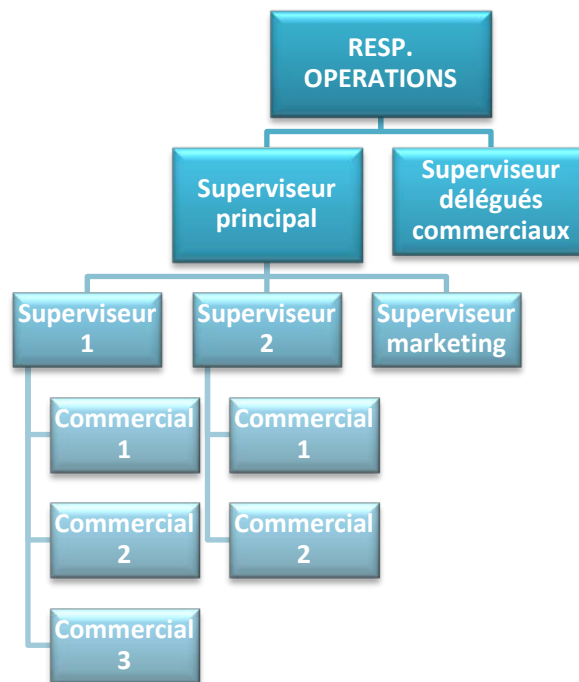 RESP.
OPERATIONS
Superviseur
principal
Superviseur
délégués
commerciaux
Superviseur
1
Superviseur
2
Superviseur
marketing
Commercial
1
Commercial
2
Commercial
3
Commercial
1
Commercial
2